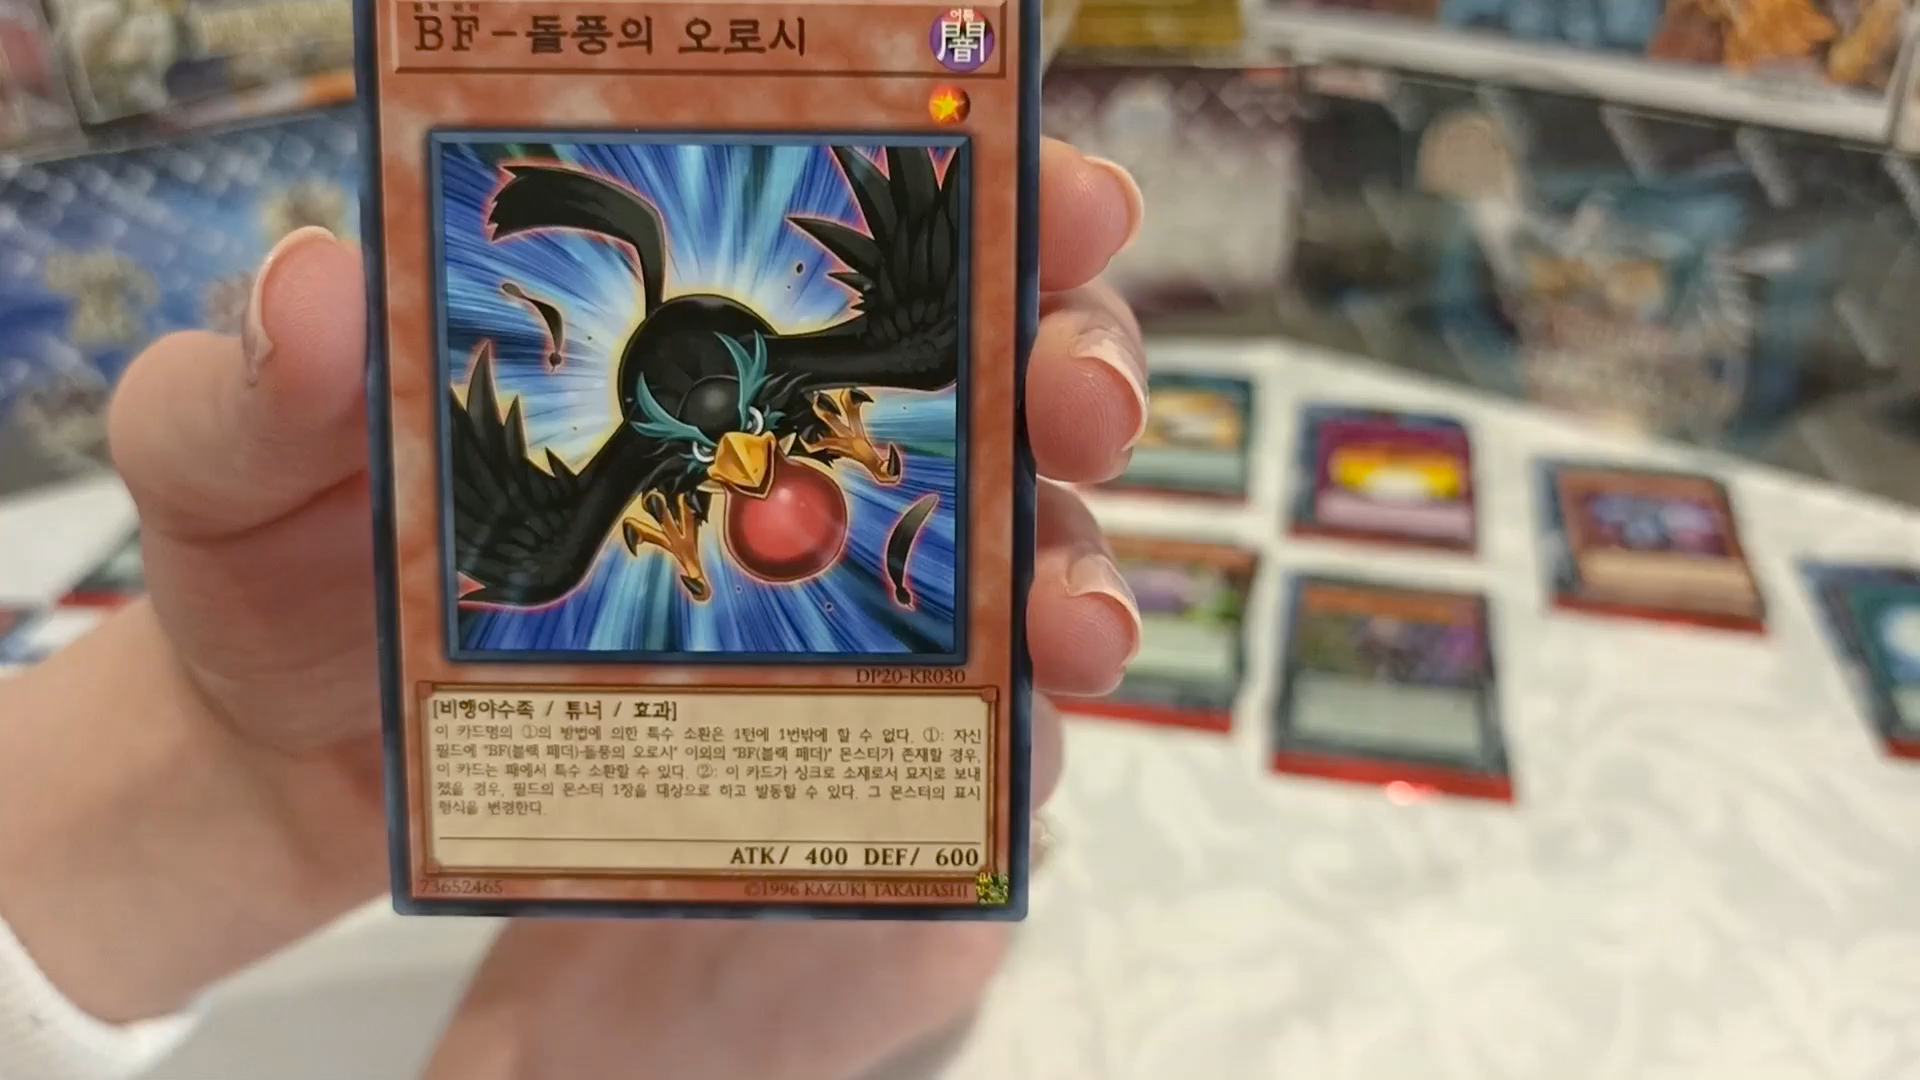 블랙 페더
BF-돌풍의 오로시
어둠
闇
DP20-KR030
[비행야수족 / 튜너 / 효과]
이 카드명의 ①의 방법에 의한 특수 소환은 1턴에 1번밖에 할 수 없다. ①: 자신
필드에 "BF(블랙 페더)-돌풍의 오로시" 이외의 "BF(블랙 페더)" 몬스터가 존재할 경우,
이 카드는 패에서 특수 소환할 수 있다. ②: 이 카드가 싱크로 소재로서 묘지로 보내
졌을 경우, 필드의 몬스터 1장을 대상으로 하고 발동할 수 있다. 그 몬스터의 표시
형식을 변경한다.
ATK/ 400 DEF/ 600
73652465
©1996 KAZUKI TAKAHASHI